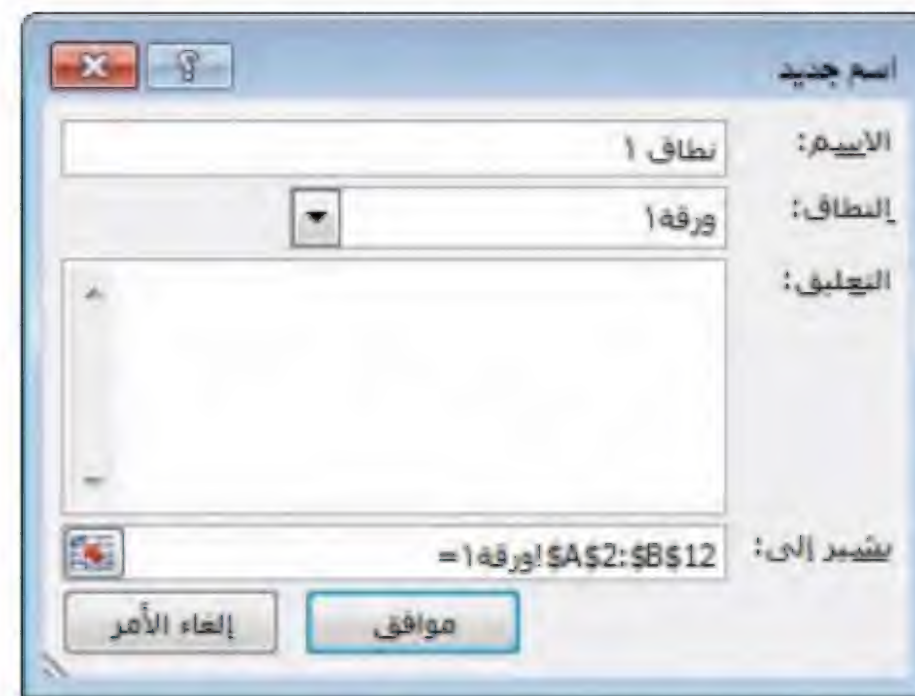 اسم جديد
الاسم:
نطاق ١
النطاق:
ورقة١
التعليق:
يشير إلى:
=ورقة١!$A$2:$B$12
موافق
إلغاء الأمر